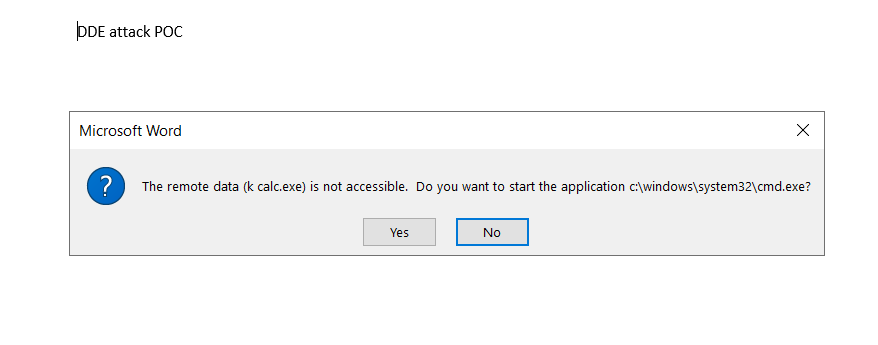 DDE attack POC
Microsoft Word
The remote data (k calc.exe) is not accessible.  Do you want to start the application c:\windows\system32\cmd.exe?
Yes
No